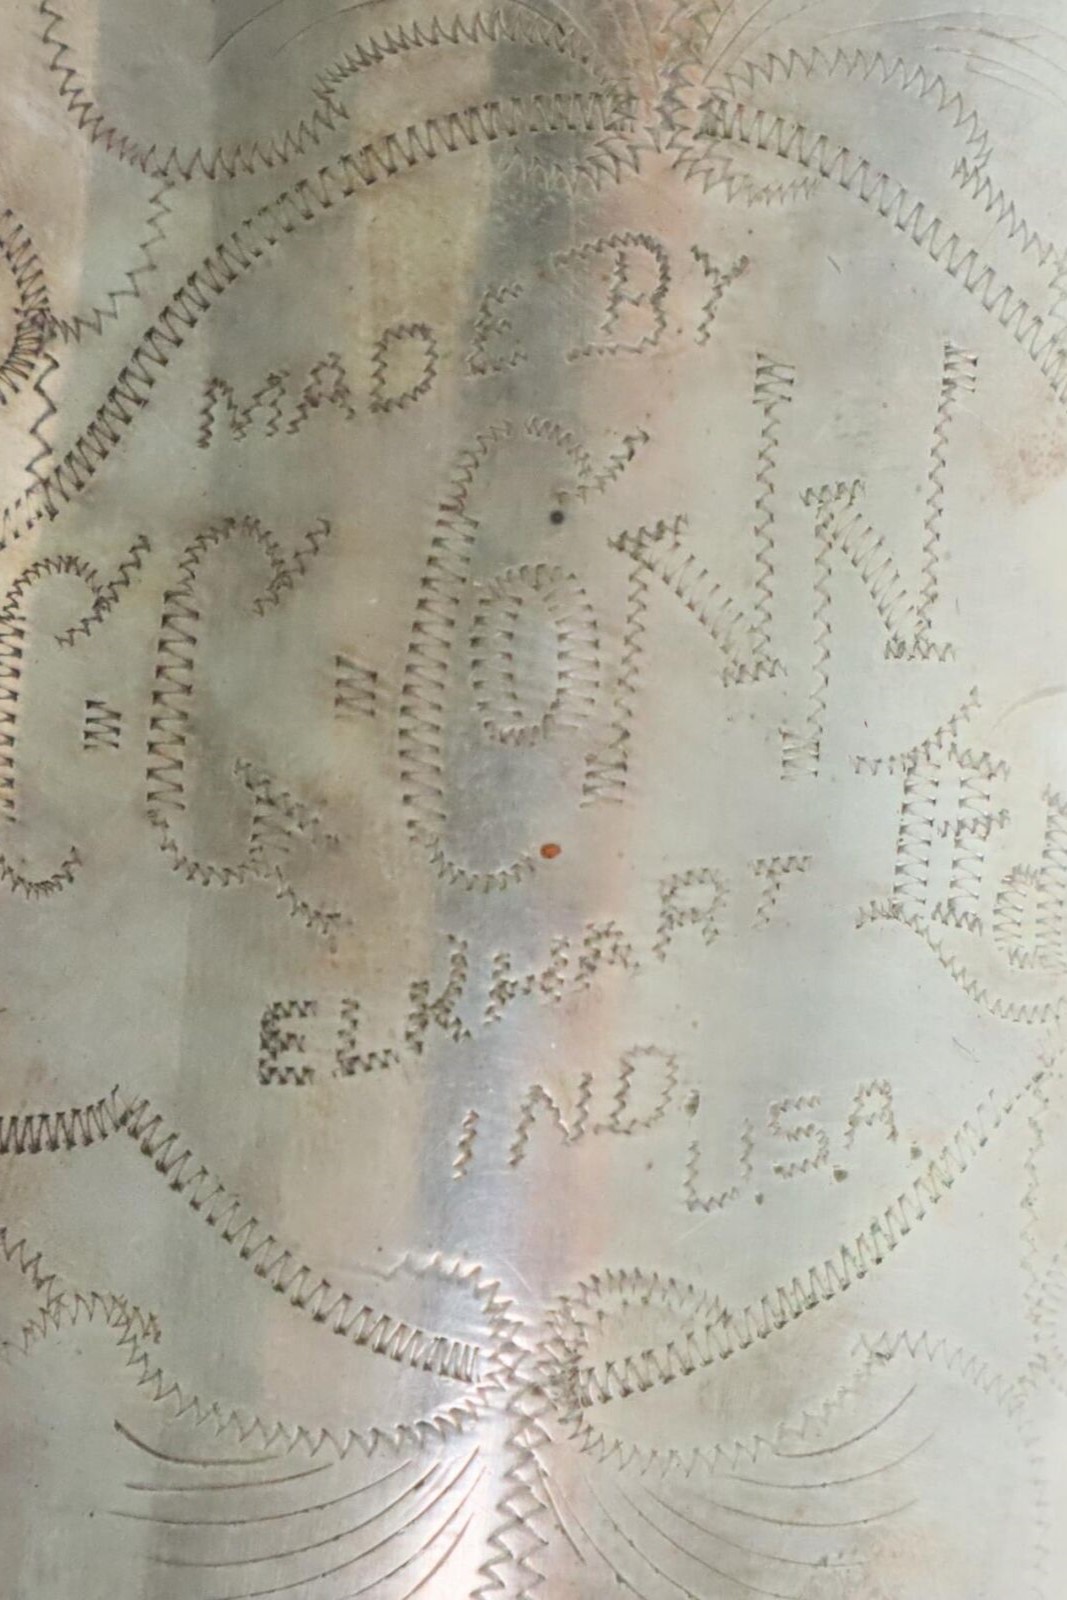 MADE BY
C.G. CONN
ELKHART
IND. U.S.A.